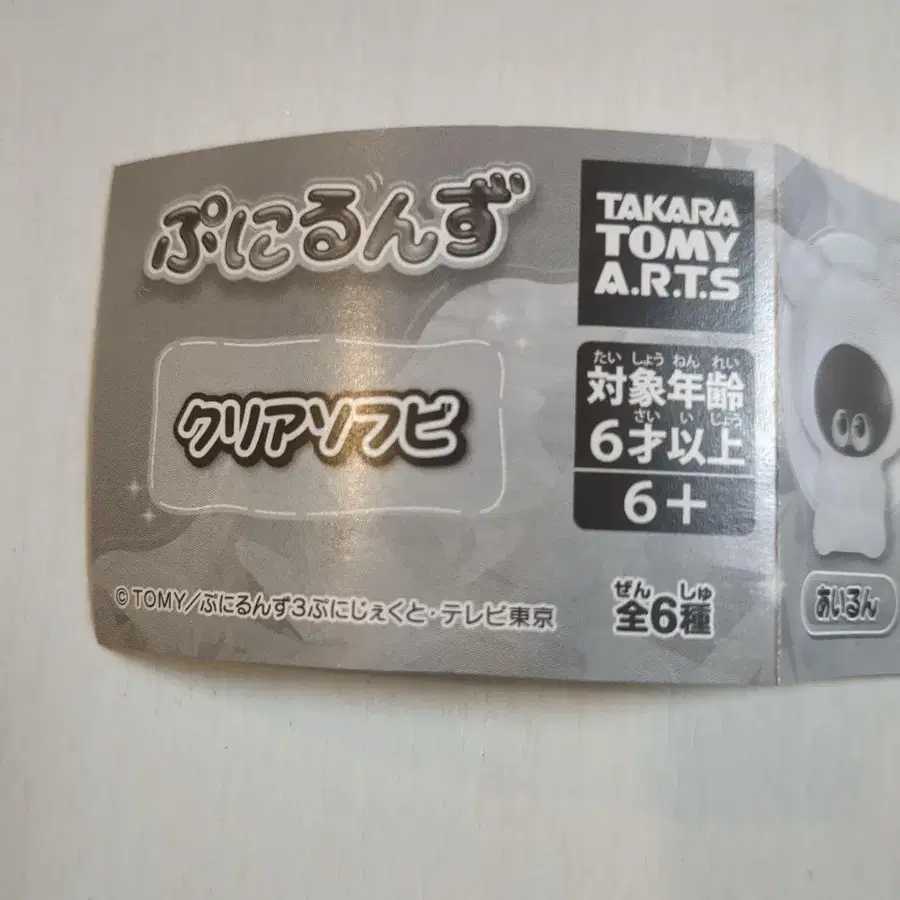 ぷにるんず
クリアソフビ
TAKARA
TOMY
A.R.T.S
たいしょうねんれい
対象年齢
さいいじょう
6才以上
6+
©TOMY/ぷにるんず3ぷにじぇくと・テレビ東京
ぜんしゅ
全6種
あいるん